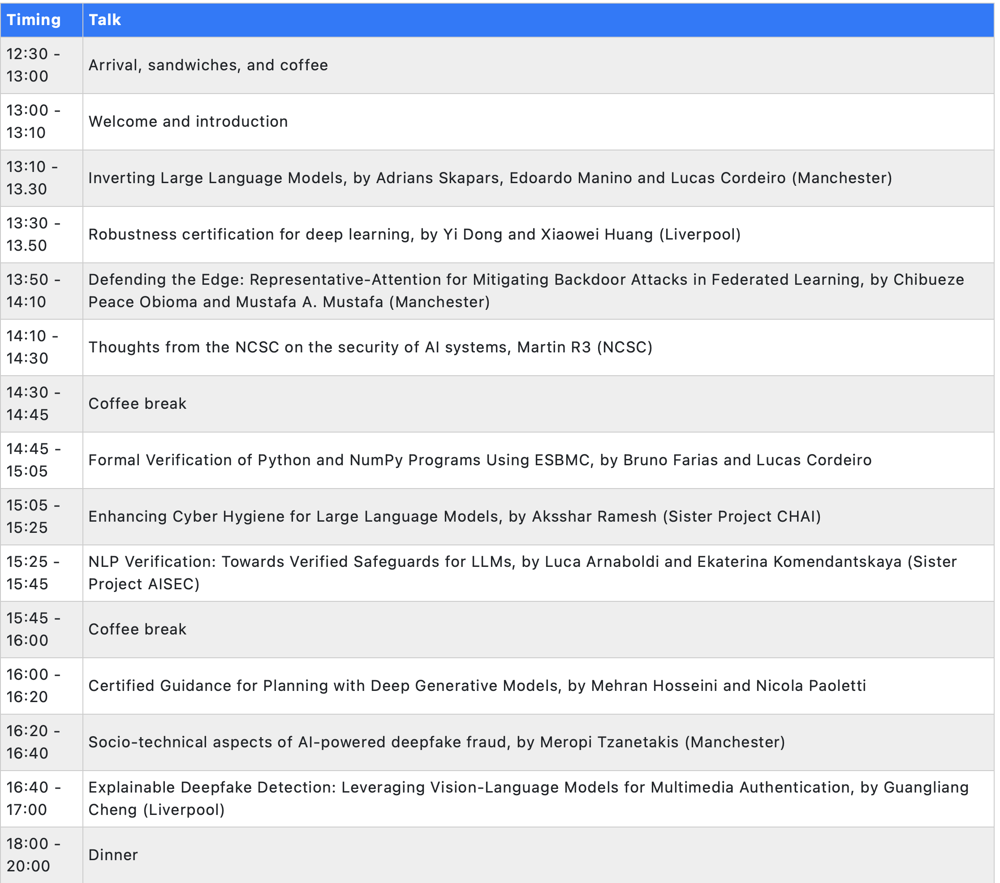 Timing Talk
12:30 -
13:00
Arrival, sandwiches, and coffee
13:00 -
13:10
Welcome and introduction
13:10 -
13.30
Inverting Large Language Models, by Adrians Skapars, Edoardo Manino and Lucas Cordeiro (Manchester)
13:30 -
13.50
Robustness certification for deep learning, by Yi Dong and Xiaowei Huang (Liverpool)
13:50 -
14:10
Defending the Edge: Representative-Attention for Mitigating Backdoor Attacks in Federated Learning, by Chibueze
Peace Obioma and Mustafa A. Mustafa (Manchester)
14:10 -
14:30
Thoughts from the NCSC on the security of AI systems, Martin R3 (NCSC)
14:30 -
14:45
Coffee break
14:45 -
15:05
Formal Verification of Python and NumPy Programs Using ESBMC, by Bruno Farias and Lucas Cordeiro
15:05 -
15:25
Enhancing Cyber Hygiene for Large Language Models, by Aksshar Ramesh (Sister Project CHAI)
15:25 -
15:45
NLP Verification: Towards Verified Safeguards for LLMs, by Luca Arnaboldi and Ekaterina Komendantskaya (Sister
Project AISEC)
15:45 -
16:00
Coffee break
16:00 -
16:20
Certified Guidance for Planning with Deep Generative Models, by Mehran Hosseini and Nicola Paoletti
16:20 -
16:40
Socio-technical aspects of AI-powered deepfake fraud, by Meropi Tzanetakis (Manchester)
16:40 -
17:00
Explainable Deepfake Detection: Leveraging Vision-Language Models for Multimedia Authentication, by Guangliang
Cheng (Liverpool)
18:00 -
20:00
Dinner